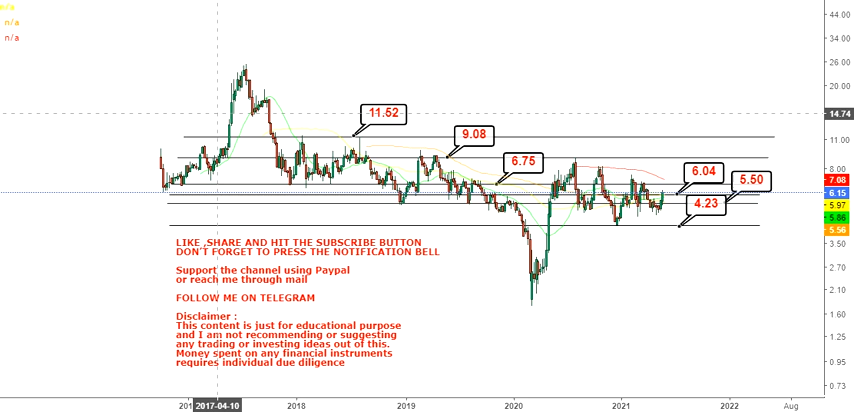 n/a
n/a
n/a
44.00
34.00
26.00
20.00
14.74
11.00
8.00
7.08
6.15
5.97
5.86
5.56
3.50
2.70
2.10
1.60
1.25
0.95
0.73
11.52
9.08
6.75
6.04
5.50
4.23
LIKE ,SHARE AND HIT THE SUBSCRIBE BUTTON
DON'T FORGET TO PRESS THE NOTIFICATION BELL
Support the channel using Paypal
or reach me through mail
FOLLOW ME ON TELEGRAM
Disclaimer :
This content is just for educational purpose
and I am not recommending or suggesting
any trading or investing ideas out of this.
Money spent on any financial instruments
requires individual due diligence
2017-04-10 2018 2019 2020 2021 2022 Aug